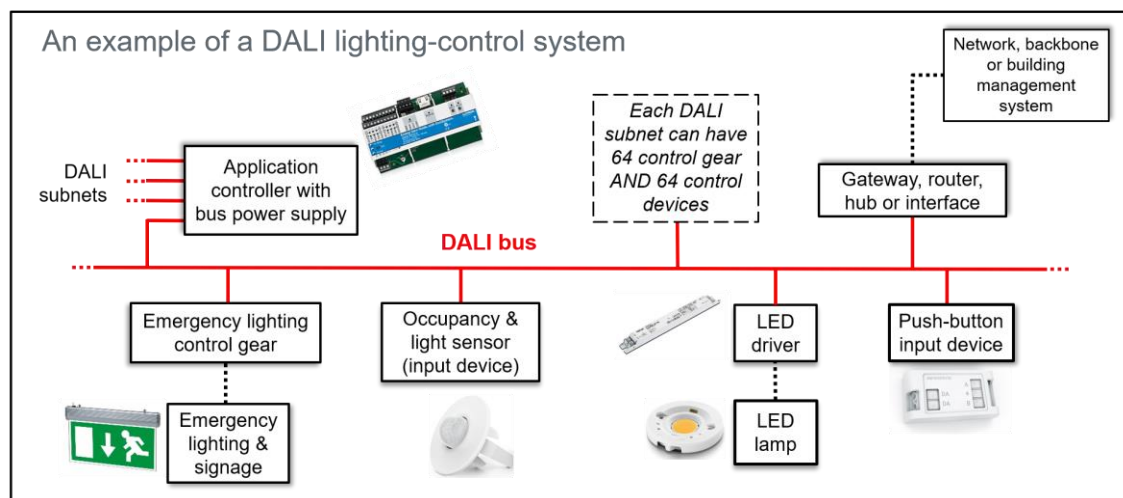 An example of a DALI lighting-control system
Network, backbone
or building
management
system
DALI
subnets
Application
controller with
bus power supply
Each DALI
subnet can have
64 control gear
AND 64 control
devices
Gateway, router,
hub or interface
DALI bus
Emergency lighting
control gear
Occupancy &
light sensor
(input device)
LED
driver
Push-button
input device
Emergency
lighting &
signage
LED
lamp
DA
DA